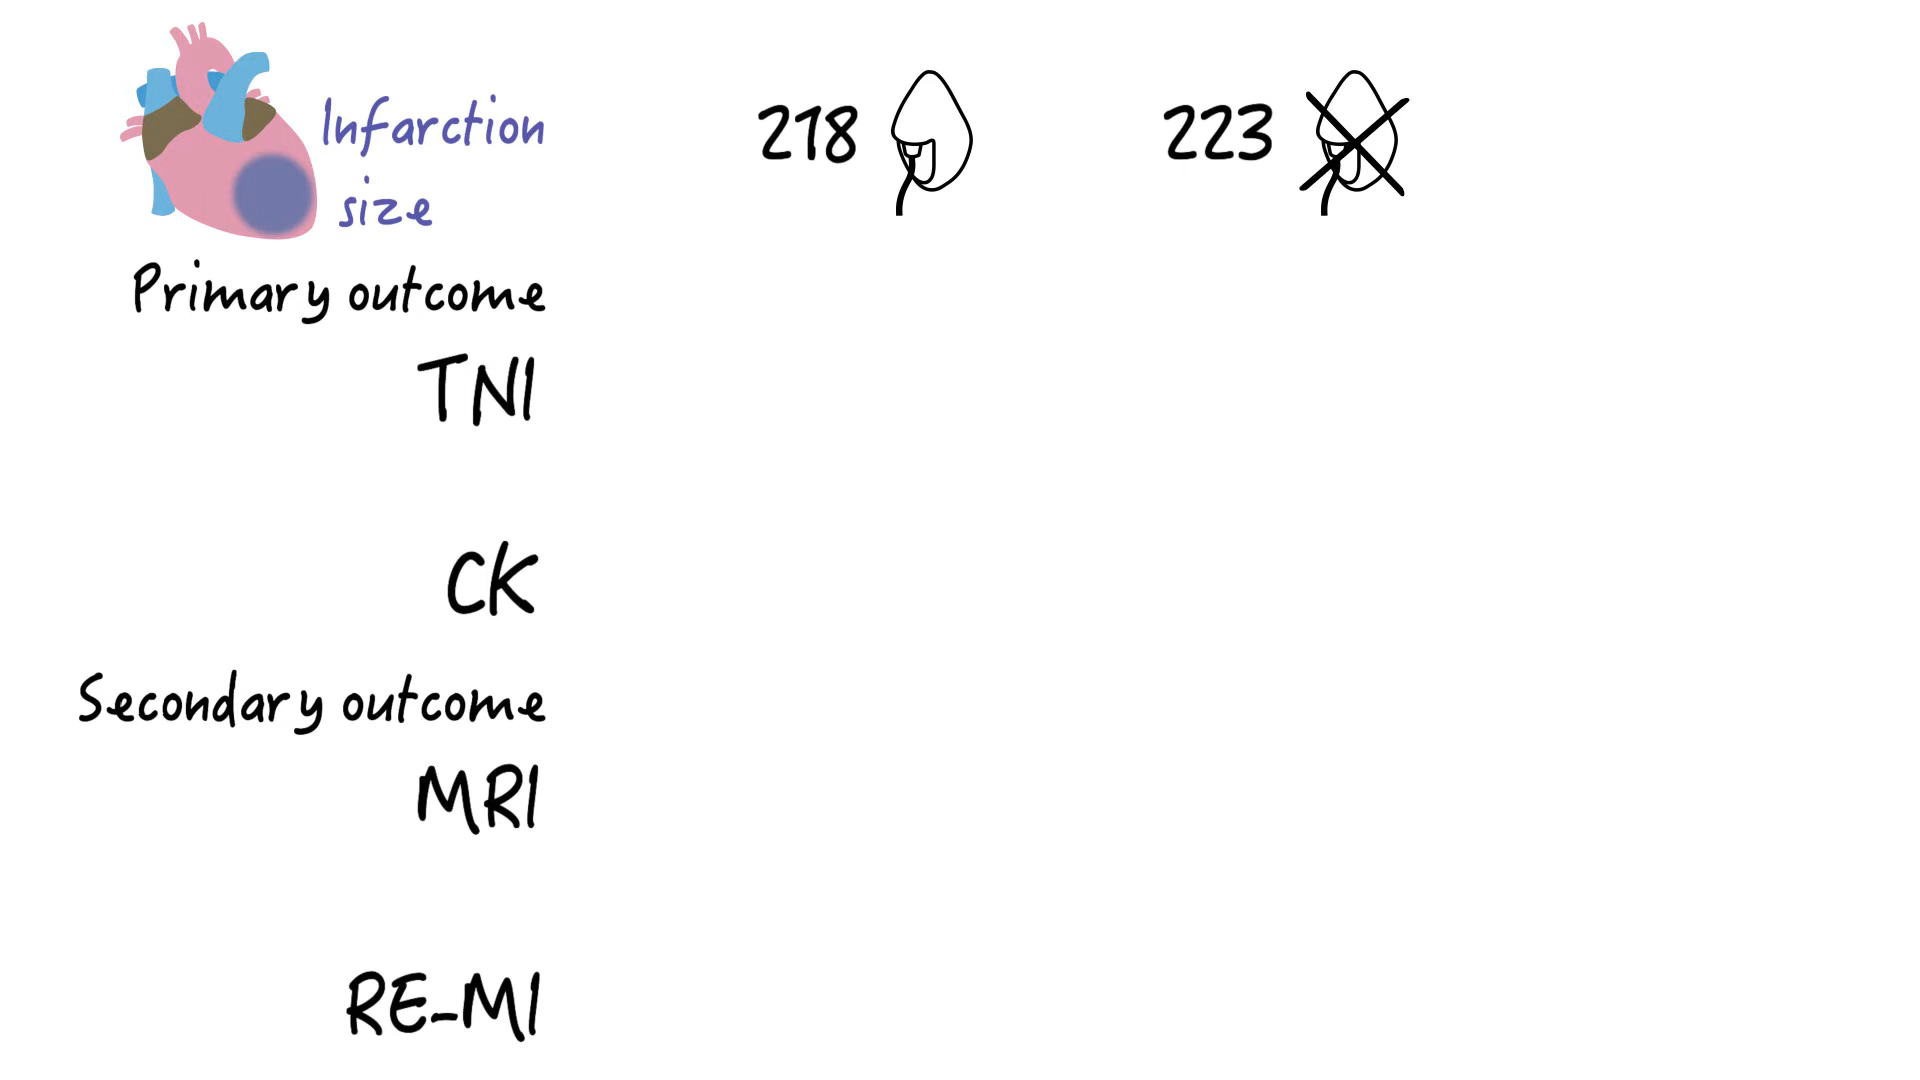 Infarction
size
218
223
Primary outcome
TNI
CK
Secondary outcome
MRI
RE-MI